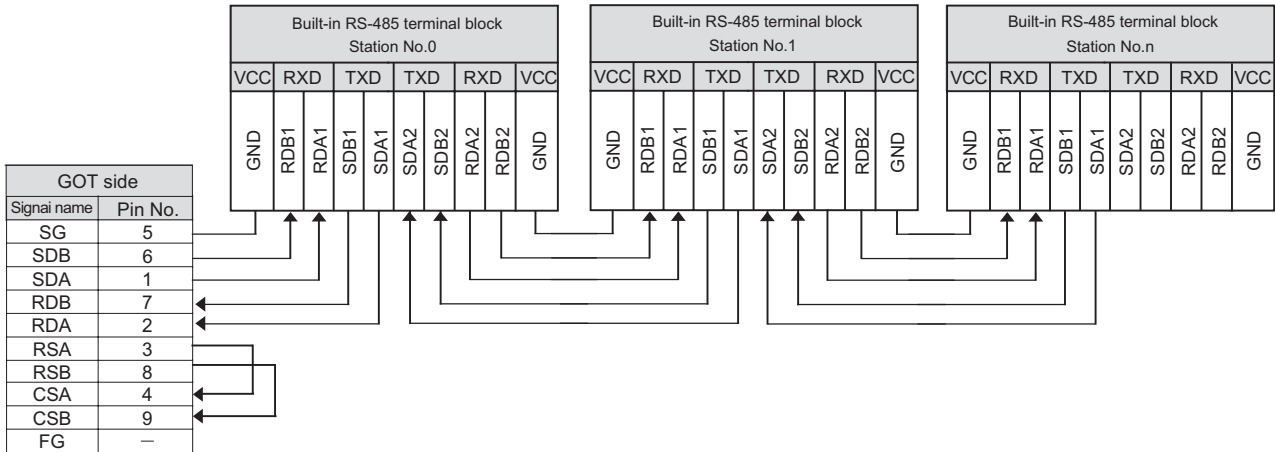 Built-in RS-485 terminal block
Station No.0
VCC RXD TXD TXD RXD VCC
GND RDB1 RDA1 SDB1 SDA1 SDA2 SDB2 RDA2 RDB2 GND
Built-in RS-485 terminal block
Station No.1
VCC RXD TXD TXD RXD VCC
GND RDB1 RDA1 SDB1 SDA1 SDA2 SDB2 RDA2 RDB2 GND
Built-in RS-485 terminal block
Station No.n
VCC RXD TXD TXD RXD VCC
GND RDB1 RDA1 SDB1 SDA1 SDA2 SDB2 RDA2 RDB2 GND
GOT side
Signai name Pin No.
SG 5
SDB 6
SDA 1
RDB 7
RDA 2
RSA 3
RSB 8
CSA 4
CSB 9
FG —